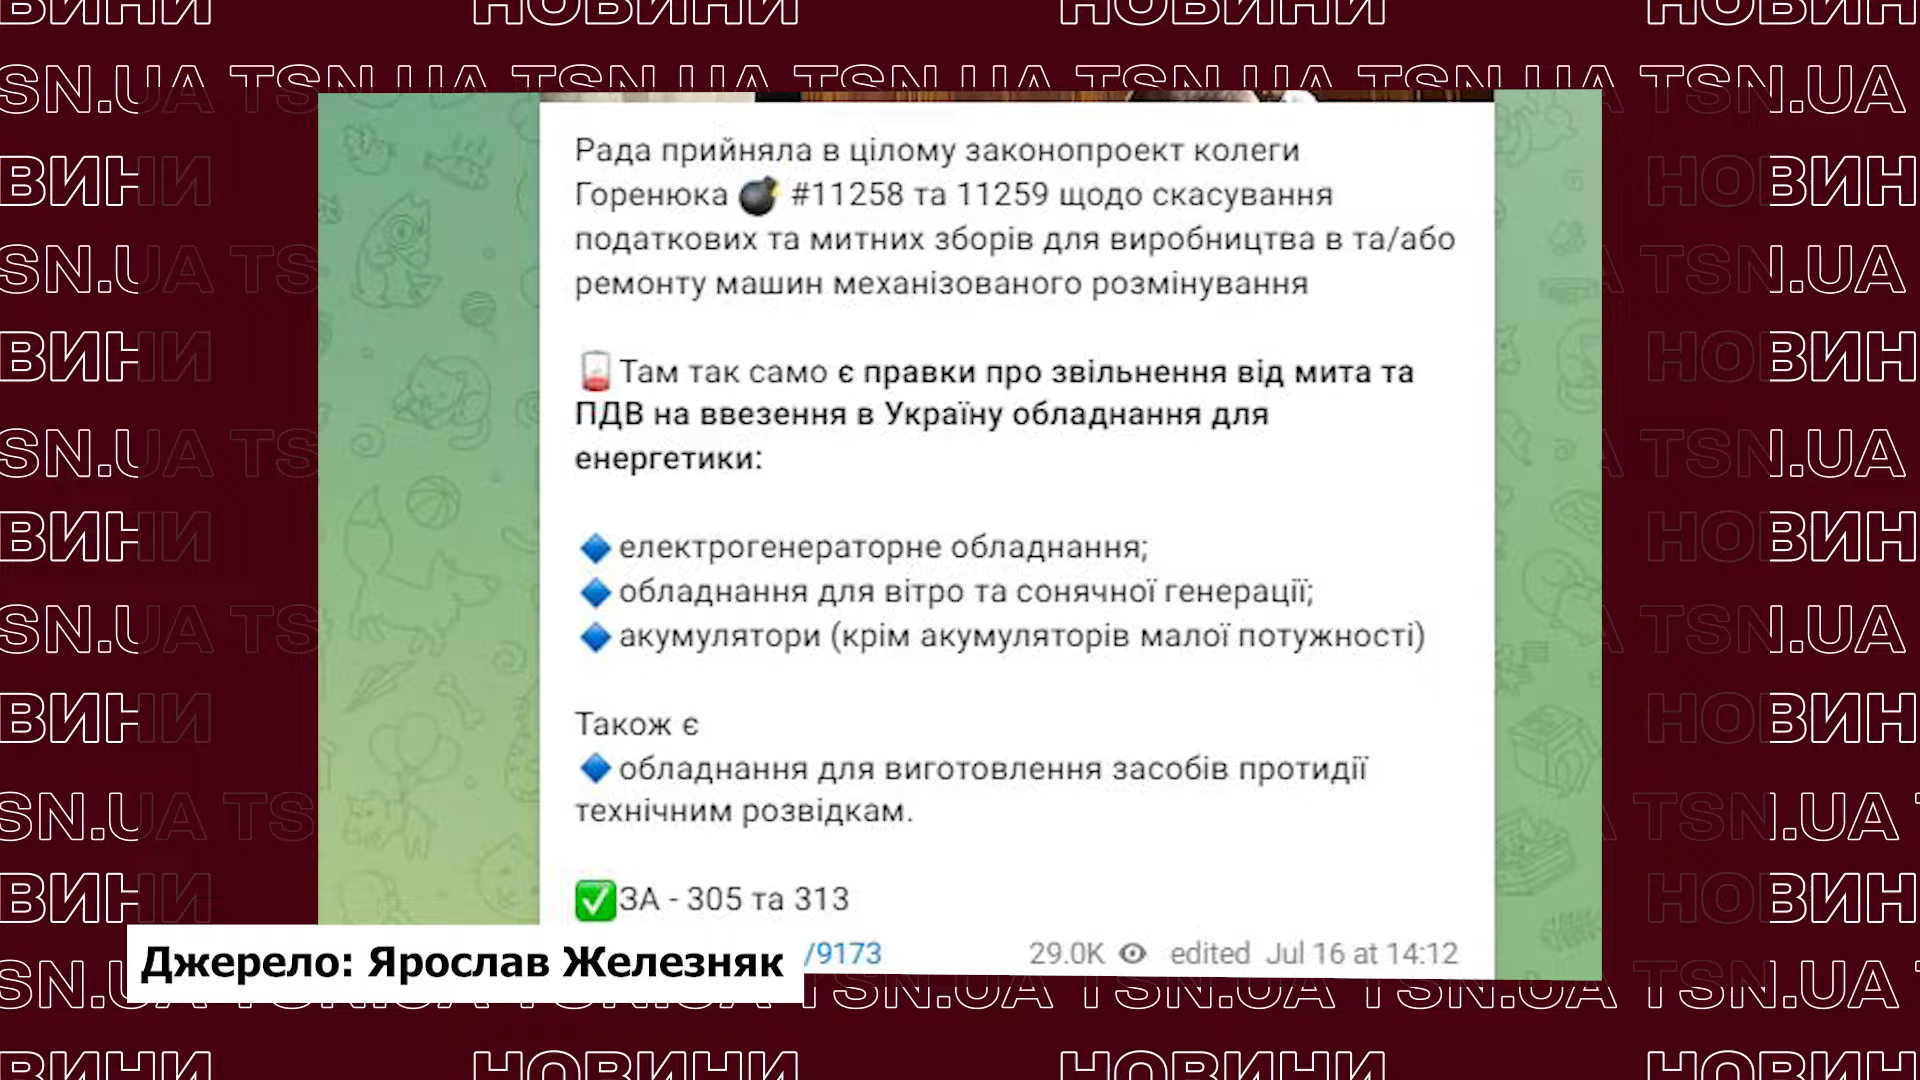 Рада прийняла в цілому законопроект колеги
Горенюка 💣 #11258 та 11259 щодо скасування
податкових та митних зборів для виробництва в та/або
ремонту машин механізованого розмінування
🪫Там так само є правки про звільнення від мита та
ПДВ на ввезення в Україну обладнання для
енергетики:
🔷електрогенераторне обладнання;
🔷обладнання для вітро та сонячної генерації;
🔷акумулятори (крім акумуляторів малої потужності)
Також є
🔷обладнання для виготовлення засобів протидії
технічним розвідкам.
✅ЗА - 305 та 313
/9173 29.0K edited Jul 16 at 14:12
Джерело: Ярослав Железняк
НОВИНИ
TSN.UA